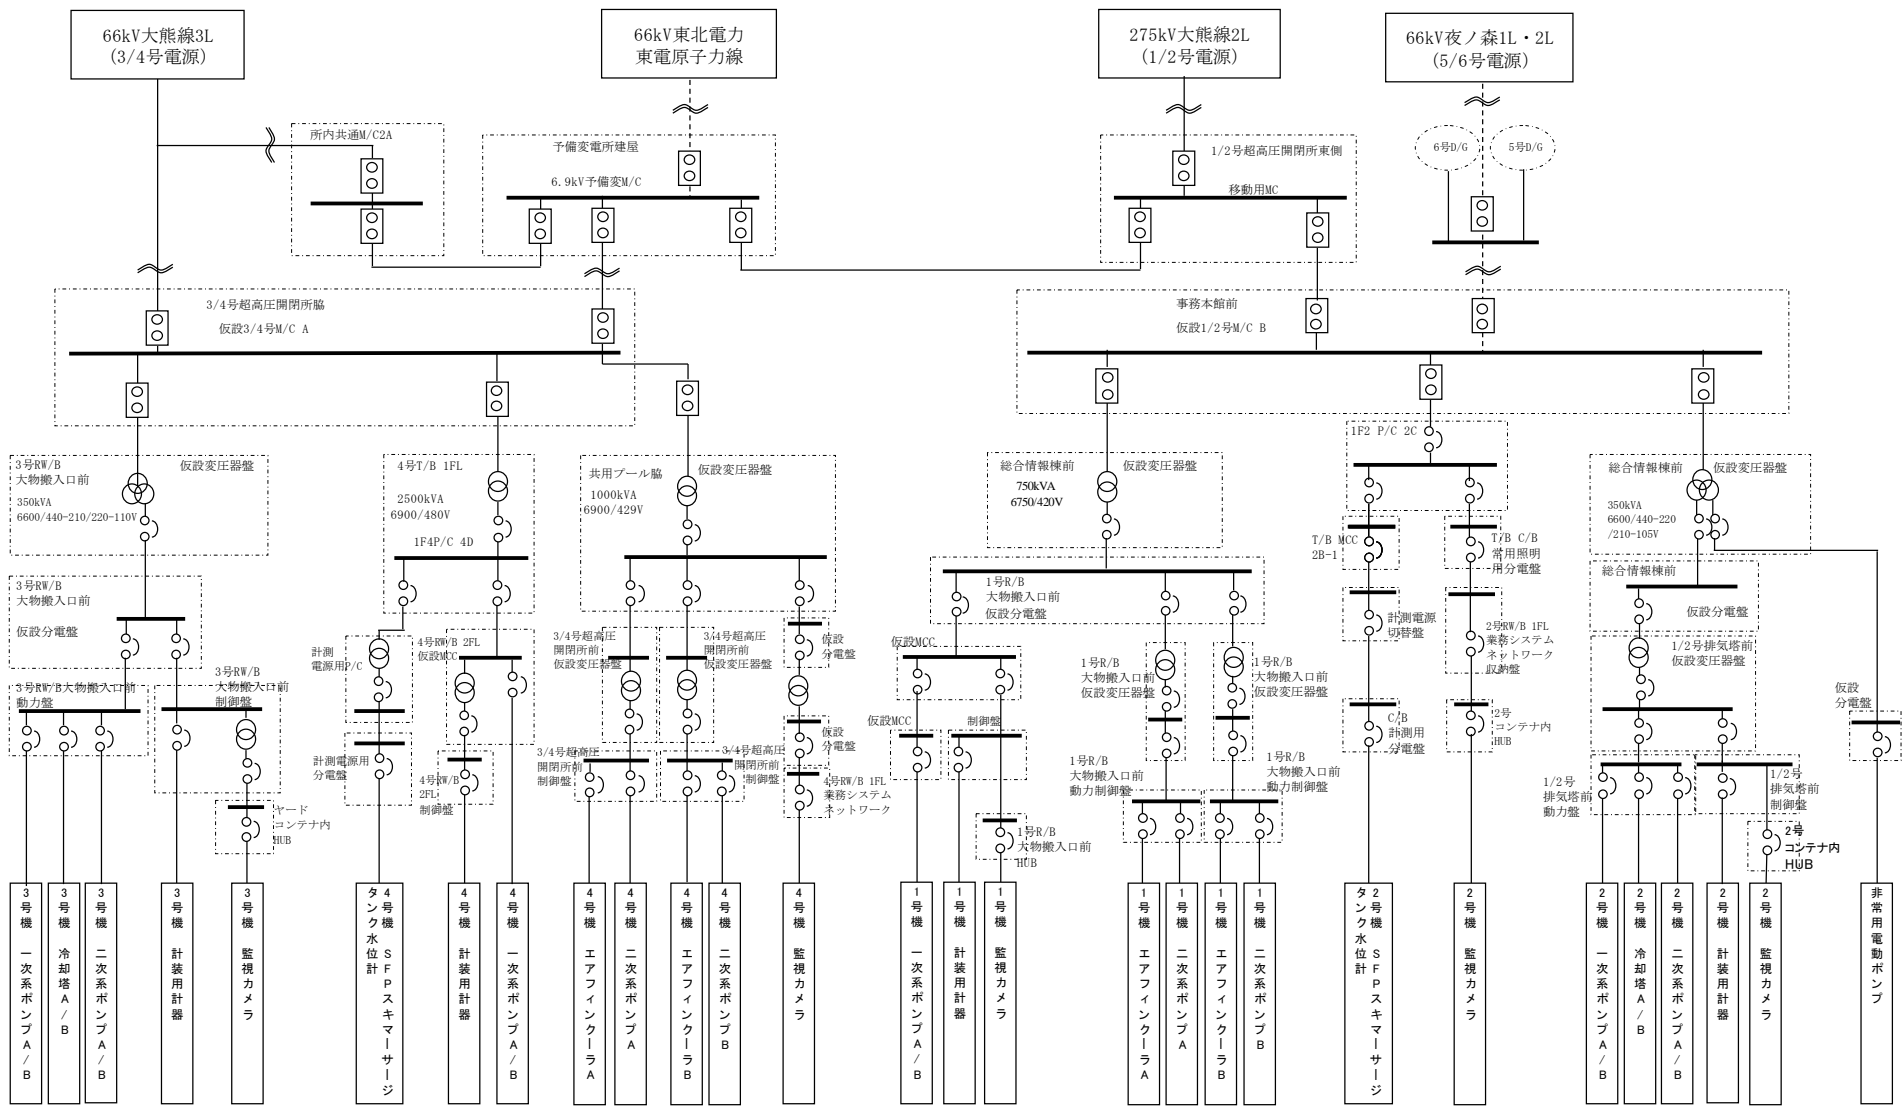 66kV大熊線3L
(3/4号電源)
66kV東北電力
東電原子力線
275kV大熊線2L
(1/2号電源)
66kV夜ノ森1L・2L
(5/6号電源)
所内共通M/C2A
予備変電所建屋
6.9kV予備変M/C
1/2号超高圧開閉所東側
移動用MC
6号D/G
5号D/G
3/4号超高圧開閉所脇
仮設3/4号M/C A
事務本館前
仮設1/2号M/C B
3号RW/B
大物搬入口前
仮設変圧器盤
350kVA
6600/440-210/220-110V
4号T/B 1FL
2500kVA
6900/480V
1F4P/C 4D
共用プール脇
仮設変圧器盤
1000kVA
6900/429V
総合情報棟前
仮設変圧器盤
750kVA
6750/420V
1F2 P/C 2C
総合情報棟前
仮設変圧器盤
350kVA
6600/440-220
/210-105V
T/B MCC
2B-1
T/B C/B
常用照明
用分電盤
3号RW/B
大物搬入口前
仮設分電盤
1号R/B
大物搬入口前
仮設分電盤
総合情報棟前
仮設分電盤
計測電源
切替盤
2号RW/B 1FL
業務システム
ネットワーク
収納盤
計測
電源用P/C
4号RW/B 2FL
仮設MCC
3/4号超高圧
開閉所前
仮設変圧器盤
3/4号超高圧
開閉所前
仮設変圧器盤
仮設
分電盤
仮設MCC
1号R/B
大物搬入口前
仮設変圧器盤
1号R/B
大物搬入口前
仮設変圧器盤
1/2号排気塔前
仮設変圧器盤
3号RW/B大物搬入口前
動力盤
3号RW/B
大物搬入口前
制御盤
仮設
分電盤
仮設MCC
制御盤
C/B
計測用
分電盤
2号
コンテナ内
HUB
仮設
分電盤
計測電源用
分電盤
4号RW/B
2FL
制御盤
3/4号超高圧
開閉所前
制御盤
3/4号超高圧
開閉所前
制御盤
4号RW/B 1FL
業務システム
ネットワーク
1号R/B
大物搬入口前
動力制御盤
1号R/B
大物搬入口前
動力制御盤
1/2号
排気塔前
動力盤
1/2号
排気塔前
制御盤
ヤード
コンテナ内
HUB
1号R/B
大物搬入口前
HUB
2号
コンテナ内
HUB
3号機 一次系ポンプA/B
3号機 冷却塔A/B
3号機 二次系ポンプA/B
3号機 計装用計器
3号機 監視カメラ
4号機 SFPスキマーサージ
タンク水位計
4号機 計装用計器
4号機 一次系ポンプA/B
4号機 エアフィンクーラA
4号機 二次系ポンプA
4号機 エアフィンクーラB
4号機 二次系ポンプB
4号機 監視カメラ
1号機 一次系ポンプA/B
1号機 計装用計器
1号機 監視カメラ
1号機 エアフィンクーラA
1号機 二次系ポンプA
1号機 エアフィンクーラB
1号機 二次系ポンプB
2号機 SFPスキマーサージ
タンク水位計
2号機 監視カメラ
2号機 一次系ポンプA/B
2号機 冷却塔A/B
2号機 二次系ポンプA/B
2号機 計装用計器
2号機 監視カメラ
非常用電動ポンプ